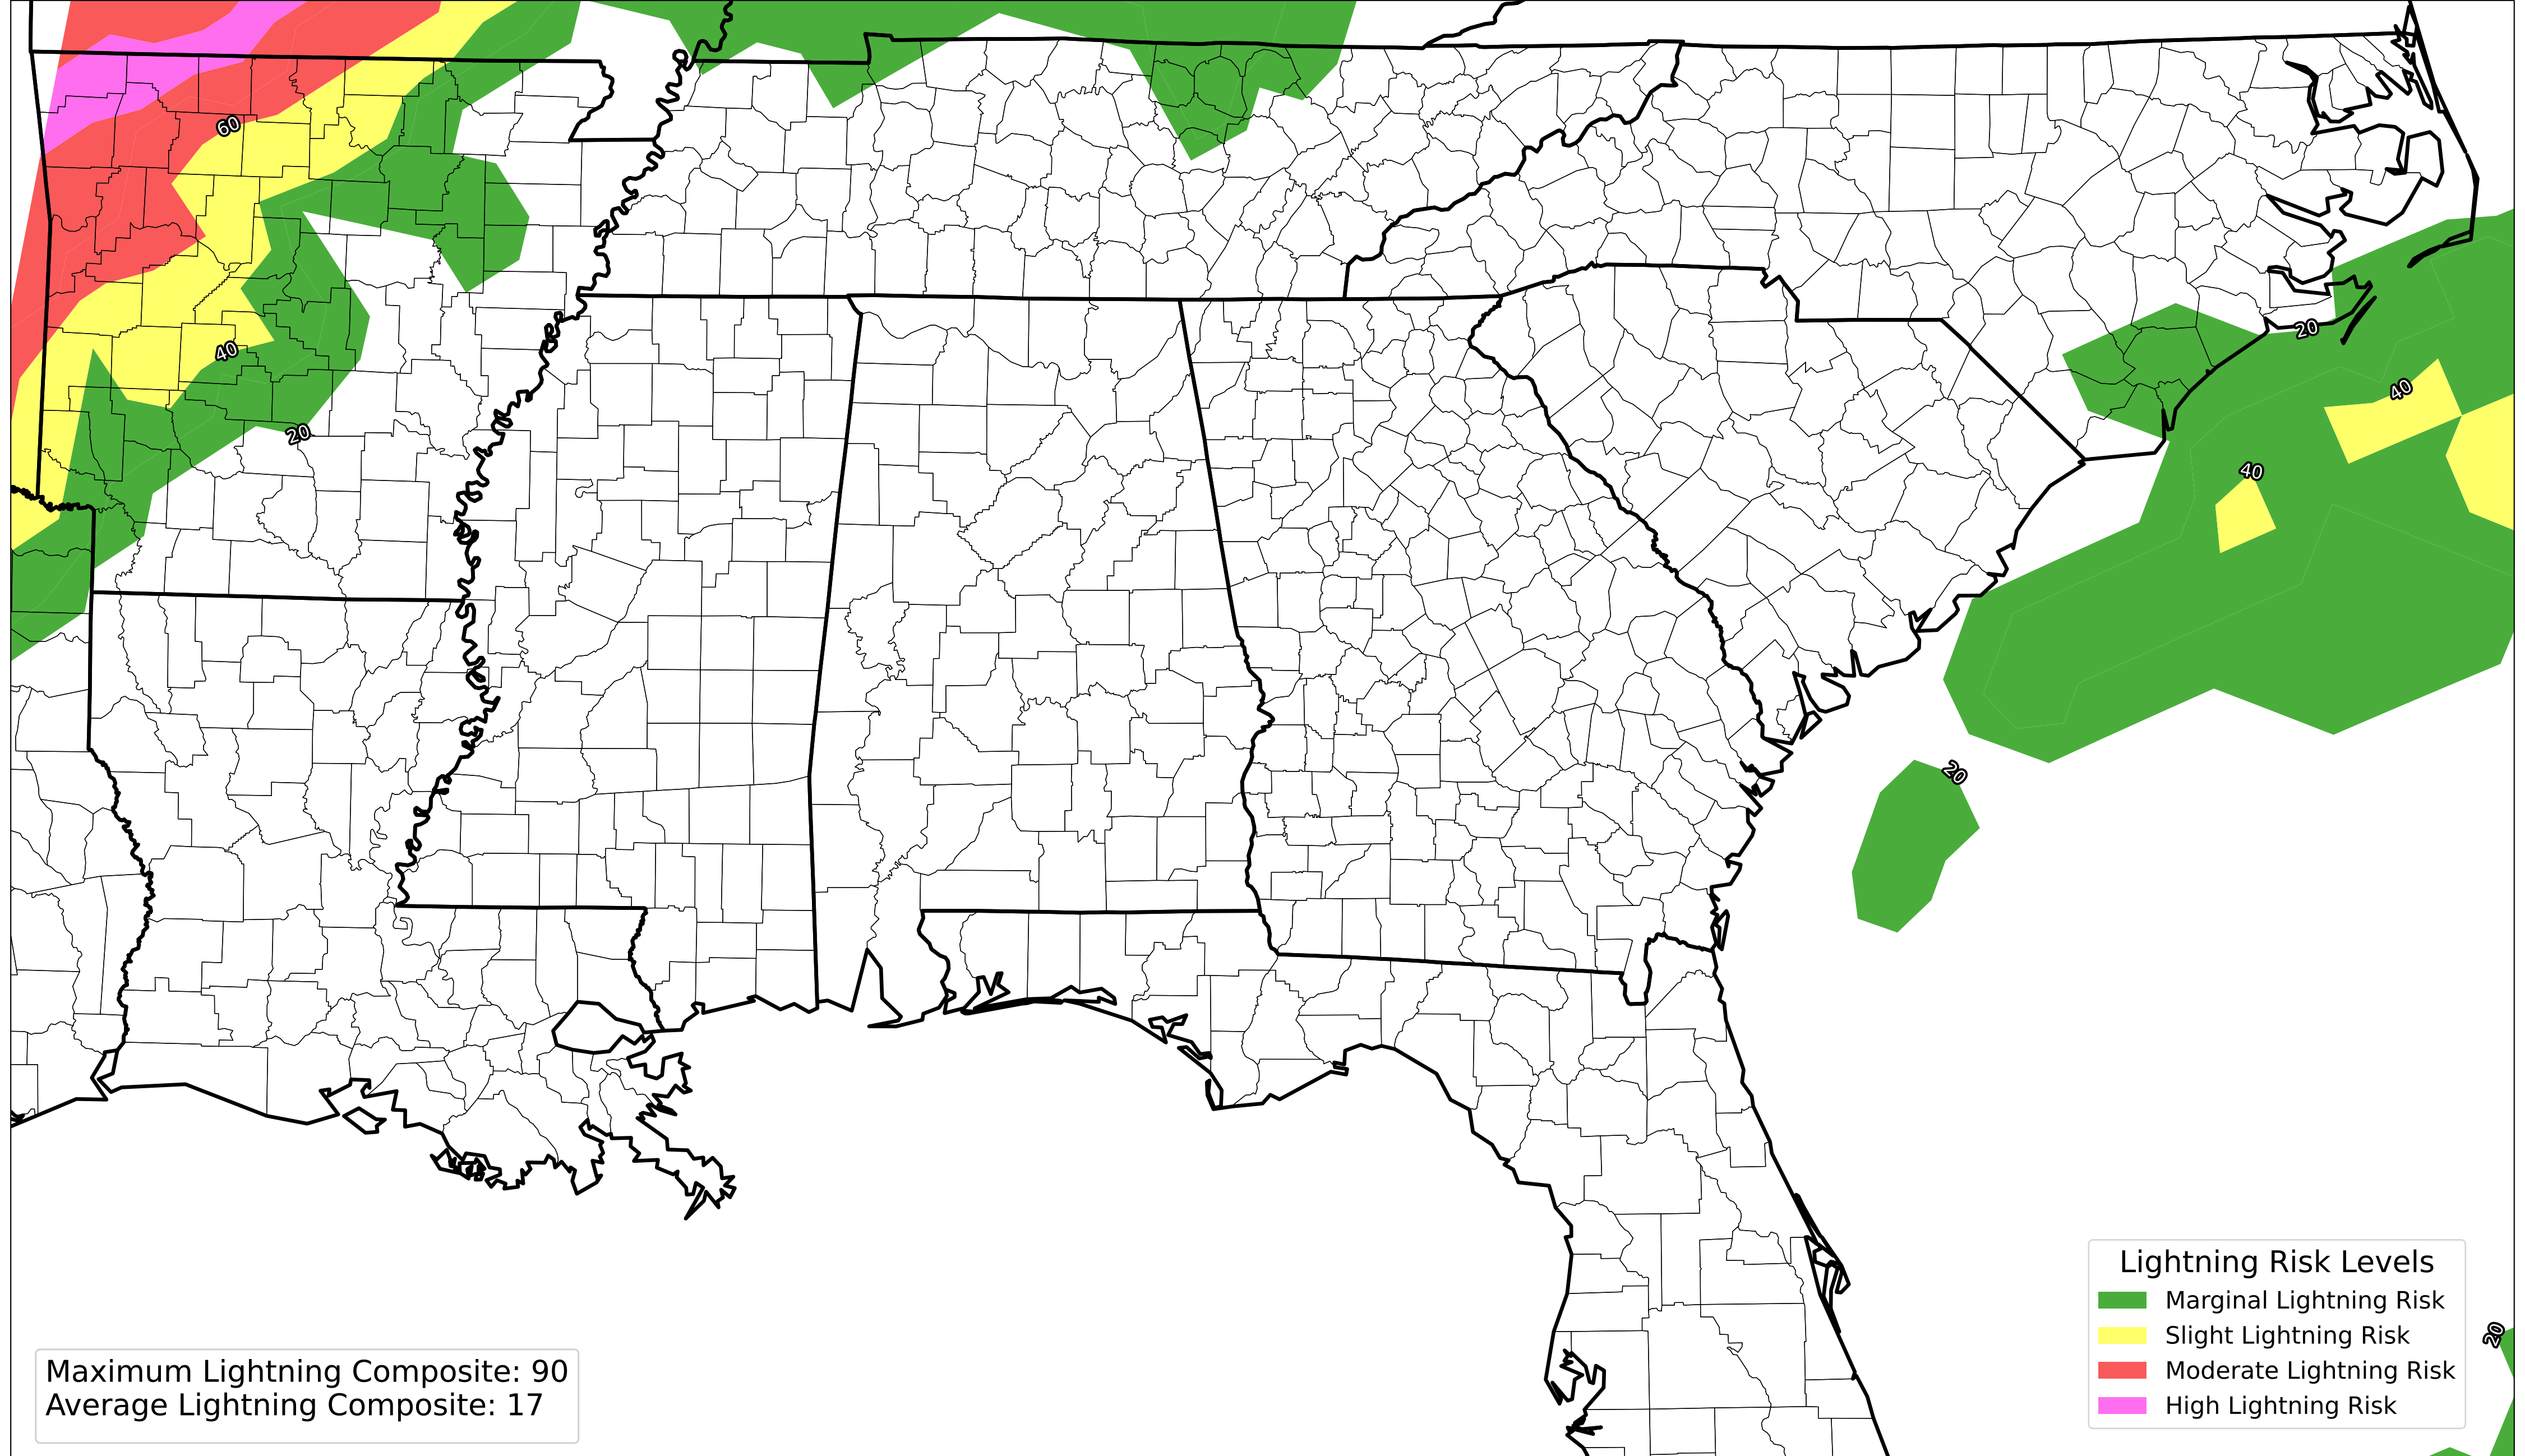 60
40
20
20
40
40
20
20
Lightning Risk Levels
Marginal Lightning Risk
Slight Lightning Risk
Moderate Lightning Risk
High Lightning Risk
Maximum Lightning Composite: 90
Average Lightning Composite: 17